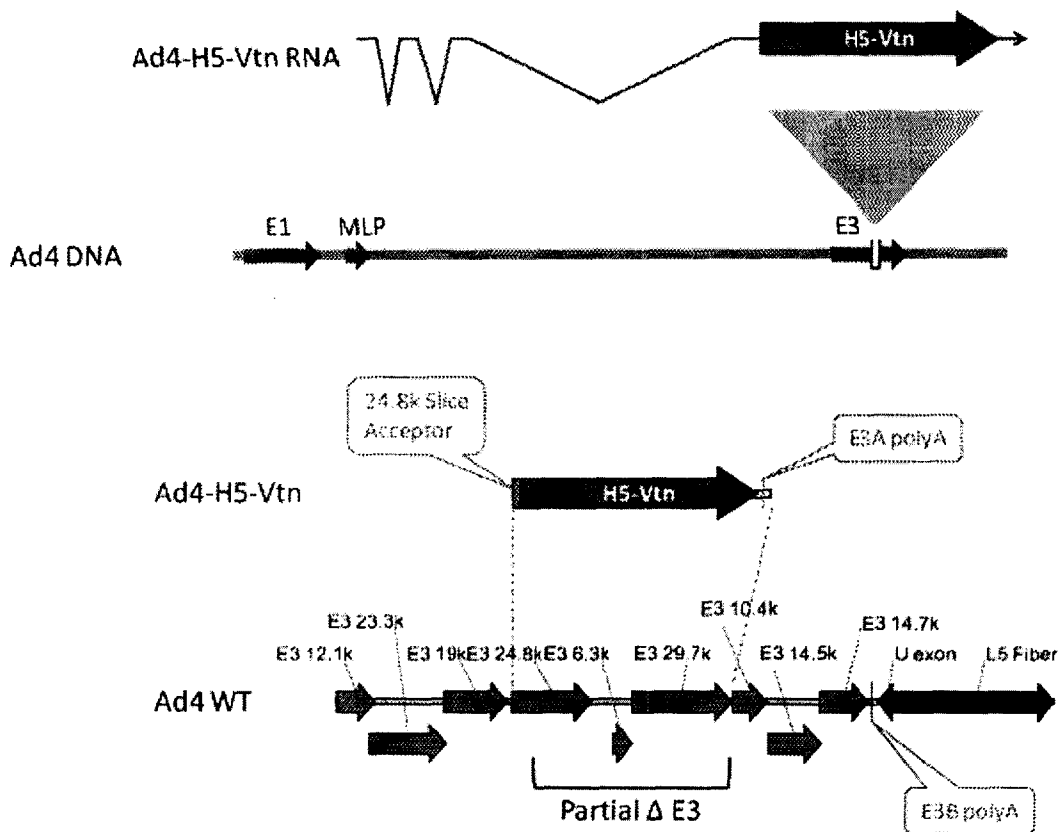 Ad4-H5-Vtn RNA
H5-Vtn
E1
MLP
E3
Ad4 DNA
24.8k Slice
Acceptor
E3A polyA
Ad4-H5-Vtn
H5-Vtn
E3 12.1k
E3 23.3k
E3 19k
E3 24.8k
E3 6.3k
E3 29.7k
E3 10.4k
E3 14.5k
E3 14.7k
U exon
L5 Fiber
Ad4 WT
Partial Δ E3
E3B polyA